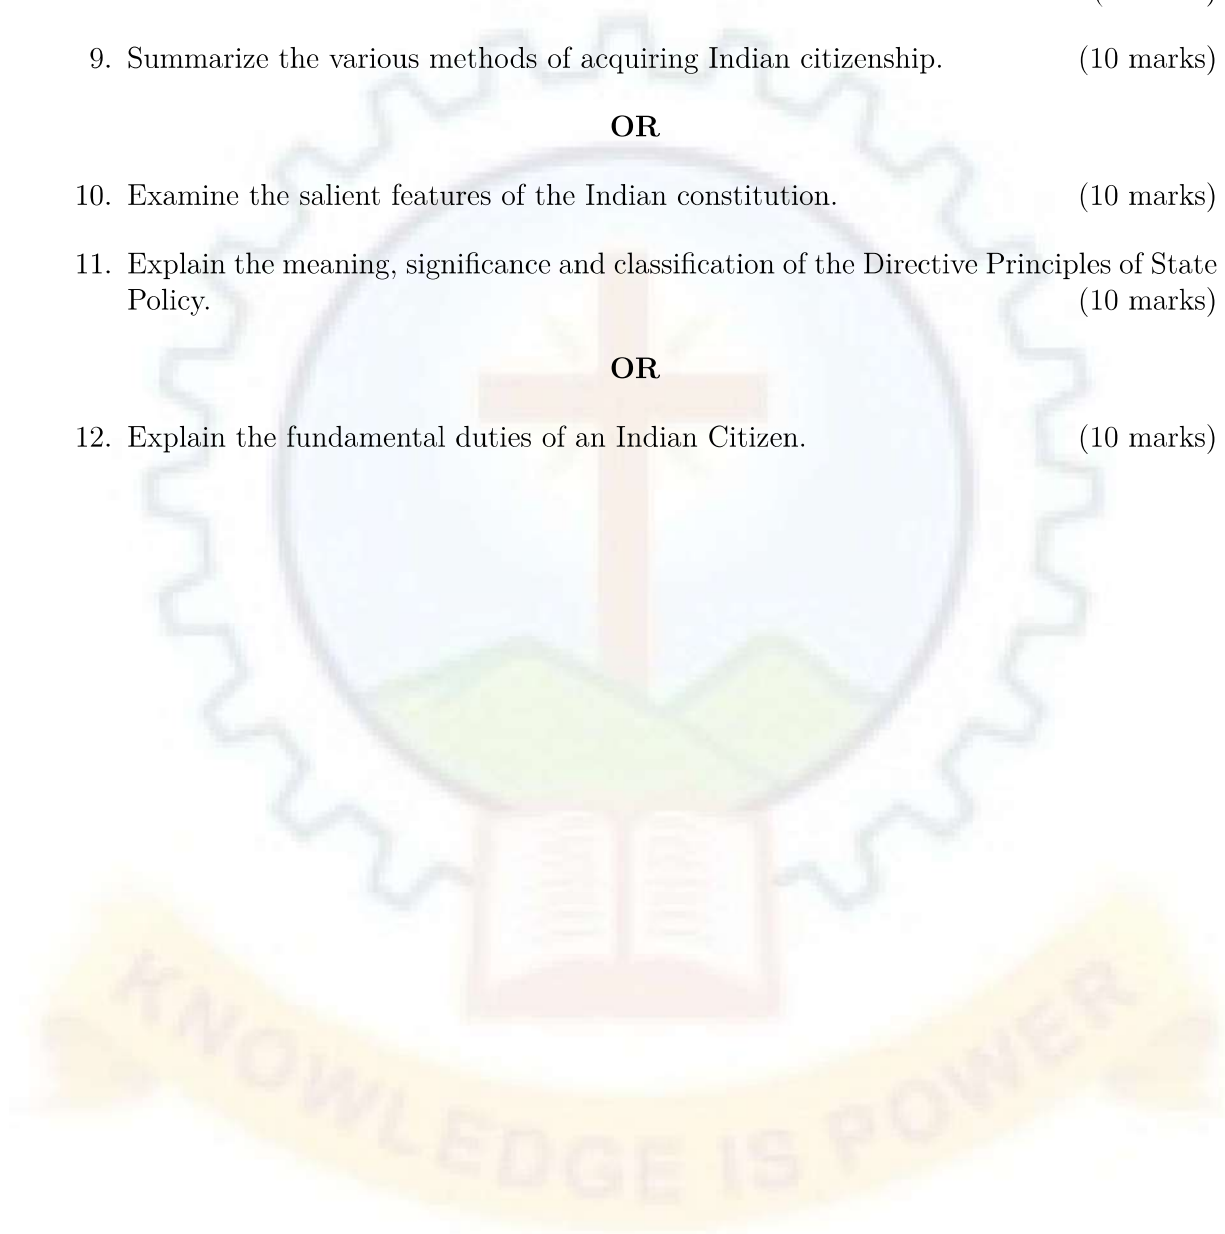 9. Summarize the various methods of acquiring Indian citizenship. (10 marks)
OR
10. Examine the salient features of the Indian constitution. (10 marks)
11. Explain the meaning, significance and classification of the Directive Principles of State
Policy. (10 marks)
OR
12. Explain the fundamental duties of an Indian Citizen. (10 marks)
KNOWLEDGE IS POWER